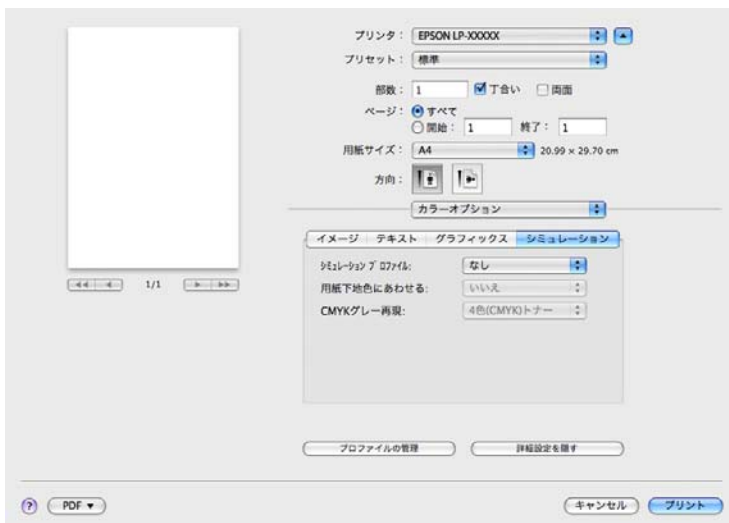 プリンタ： EPSON LP-XXXXX
プリセット： 標準
部数： 1 丁合い 両面
ページ： すべて
開始： 1 終了： 1
用紙サイズ： A4 20.99 × 29.70 cm
方向：
カラーオプション
イメージ テキスト グラフィックス シミュレーション
ｼﾐｭﾚｰｼｮﾝ ﾌﾟﾛﾌｧｲﾙ: なし
用紙下地色にあわせる: いいえ
CMYKグレー再現: 4色(CMYK)トナー
1/1
プロファイルの管理 詳細設定を隠す
? PDF ▼ キャンセル プリント